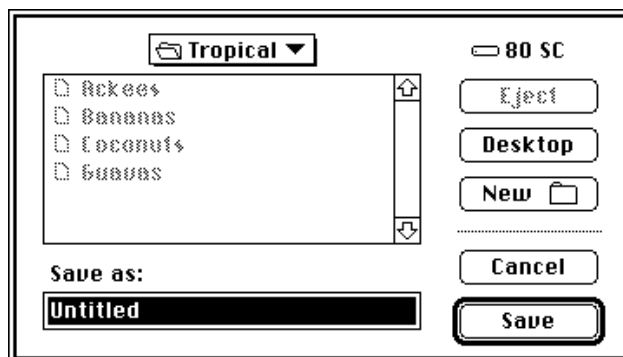 Tropical
80 SC
Ackees
Bananas
Coconuts
Guavas
Eject
Desktop
New
Save as:
Untitled
Cancel
Save